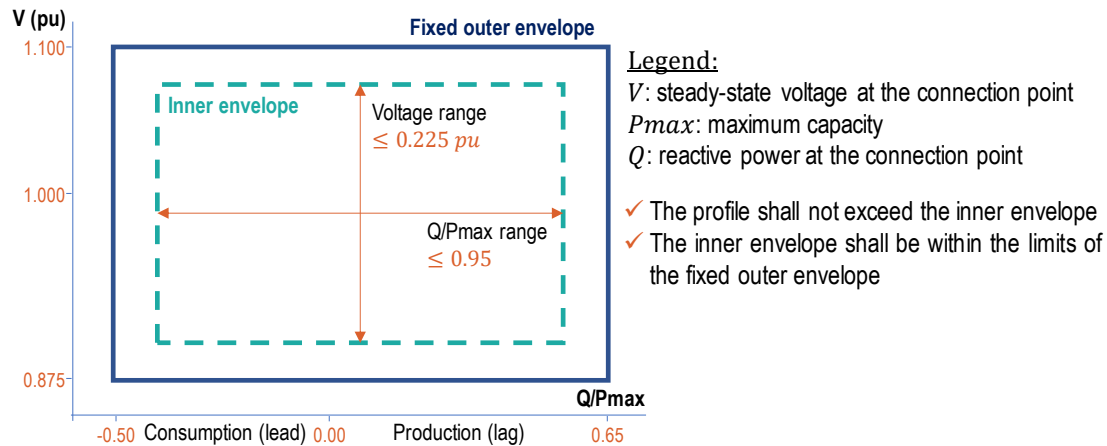 V (pu)
Fixed outer envelope
1.100
Inner envelope
Voltage range
≤ 0.225 pu
1.000
Q/Pmax range
≤ 0.95
0.875
Q/Pmax
-0.50
Consumption (lead)
0.00
Production (lag)
0.65
Legend:
V: steady-state voltage at the connection point
Pmax: maximum capacity
Q: reactive power at the connection point
✓ The profile shall not exceed the inner envelope
✓ The inner envelope shall be within the limits of
the fixed outer envelope